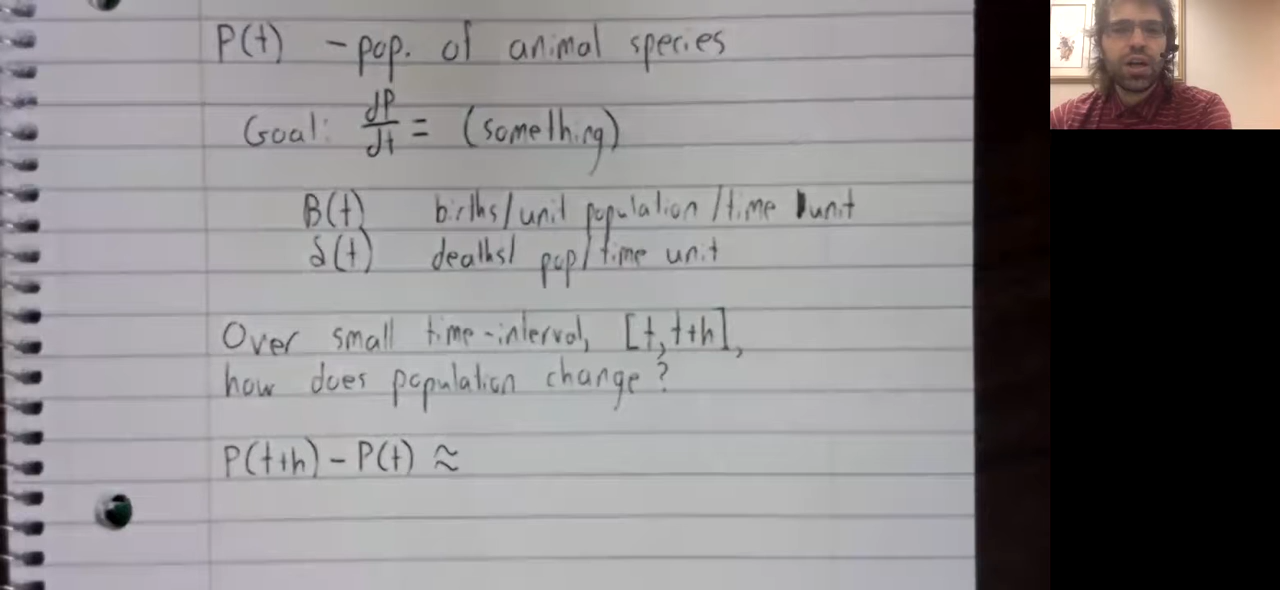 P(t) - pop. of animal species
Goal: dP/dt = (something)
B(t) births/unit population/time unit
δ(t) deaths/ pop/time unit
Over small time-interval, [t, t+h],
how does population change?
P(t+h) - P(t) ≈